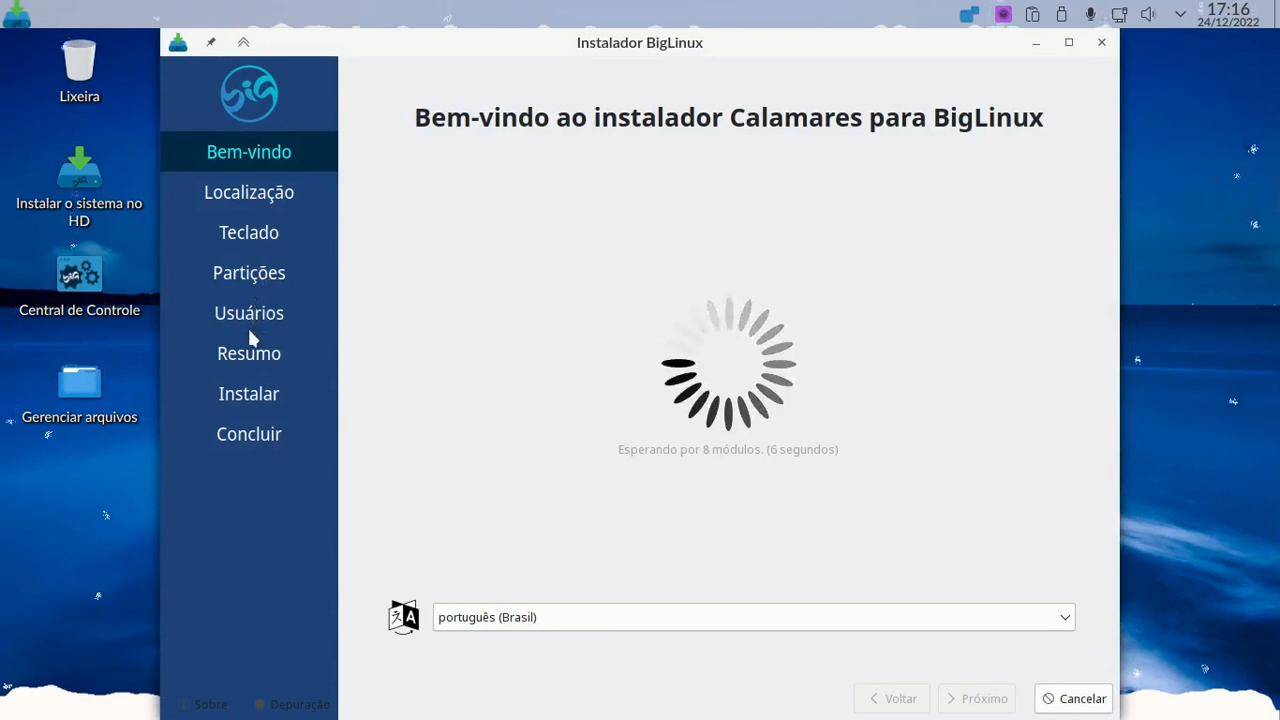 17:16
24/12/2022
Instalador BigLinux
Lixeira
Instalar o sistema no
HD
Central de Controle
Gerenciar arquivos
BIG
Bem-vindo
Localização
Teclado
Partições
Usuários
Resumo
Instalar
Concluir
Sobre
Depuração
Bem-vindo ao instalador Calamares para BigLinux
Esperando por 8 módulos. (6 segundos)
A
português (Brasil)
Voltar
Próximo
Cancelar